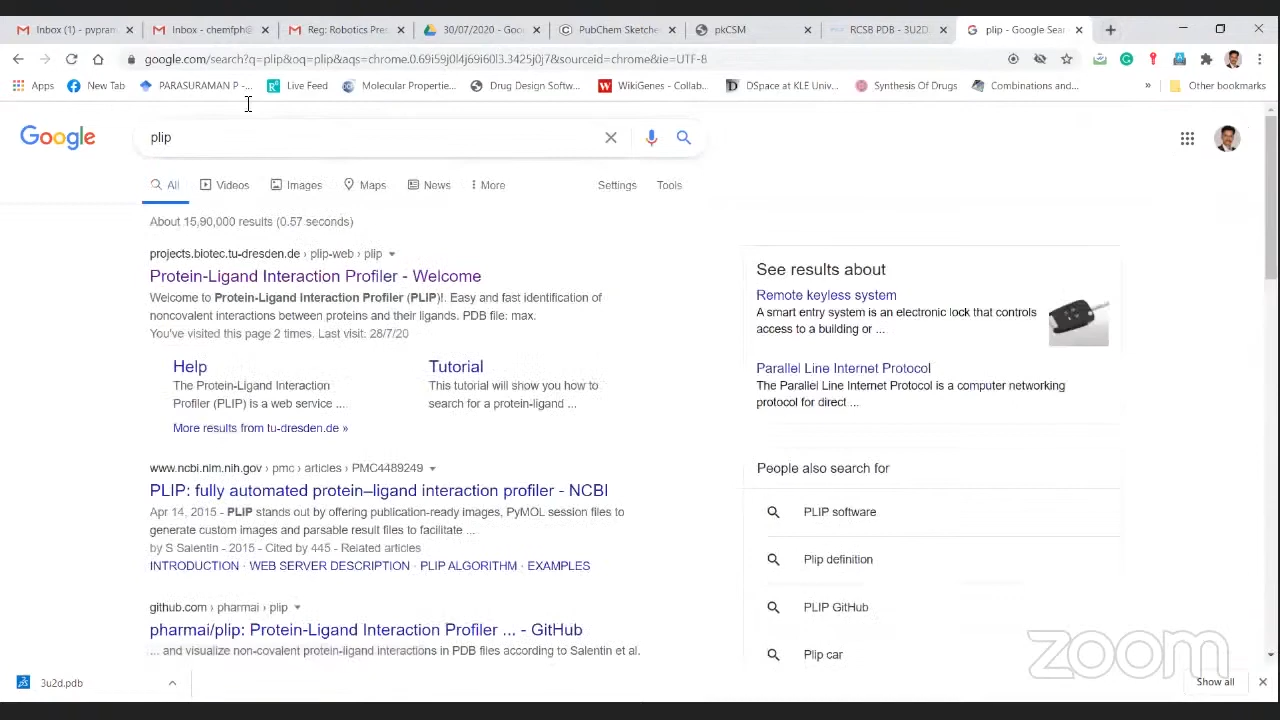 Inbox (1) - pvpram
Inbox - chemfph@
Reg: Robotics Pres
30/07/2020 - Goo
PubChem Sketche
pkCSM
RCSB PDB - 3U2D
plip - Google Sear
google.com/search?q=plip&oq=plip&aqs=chrome.0.69i59j0l4j69i60l3.3425j0j7&sourceid=chrome&ie=UTF-8
Apps
New Tab
PARASURAMAN P -...
Live Feed
Molecular Propertie...
Drug Design Softw...
WikiGenes - Collab...
DSpace at KLE Univ...
Synthesis Of Drugs
Combinations and...
»
Other bookmarks
Google
plip
All
Videos
Images
Maps
News
More
Settings
Tools
About 15,90,000 results (0.57 seconds)
projects.biotec.tu-dresden.de › plip-web › plip
Protein-Ligand Interaction Profiler - Welcome
Welcome to Protein-Ligand Interaction Profiler (PLIP)!. Easy and fast identification of
noncovalent interactions between proteins and their ligands. PDB file: max.
You've visited this page 2 times. Last visit: 28/7/20
Help
The Protein-Ligand Interaction
Profiler (PLIP) is a web service ....
Tutorial
This tutorial will show you how to
search for a protein-ligand ...
More results from tu-dresden.de »
www.ncbi.nlm.nih.gov › pmc › articles › PMC4489249
PLIP: fully automated protein–ligand interaction profiler - NCBI
Apr 14, 2015 - PLIP stands out by offering publication-ready images, PyMOL session files to
generate custom images and parsable result files to facilitate ...
by S Salentin - 2015 - Cited by 445 - Related articles
INTRODUCTION · WEB SERVER DESCRIPTION · PLIP ALGORITHM · EXAMPLES
github.com › pharmai › plip
pharmai/plip: Protein-Ligand Interaction Profiler ... - GitHub
... and visualize non-covalent protein-ligand interactions in PDB files according to Salentin et al.
See results about
Remote keyless system
A smart entry system is an electronic lock that controls
access to a building or ...
Parallel Line Internet Protocol
The Parallel Line Internet Protocol is a computer networking
protocol for direct ...
People also search for
PLIP software
Plip definition
PLIP GitHub
Plip car
zoom
3u2d.pdb
Show all